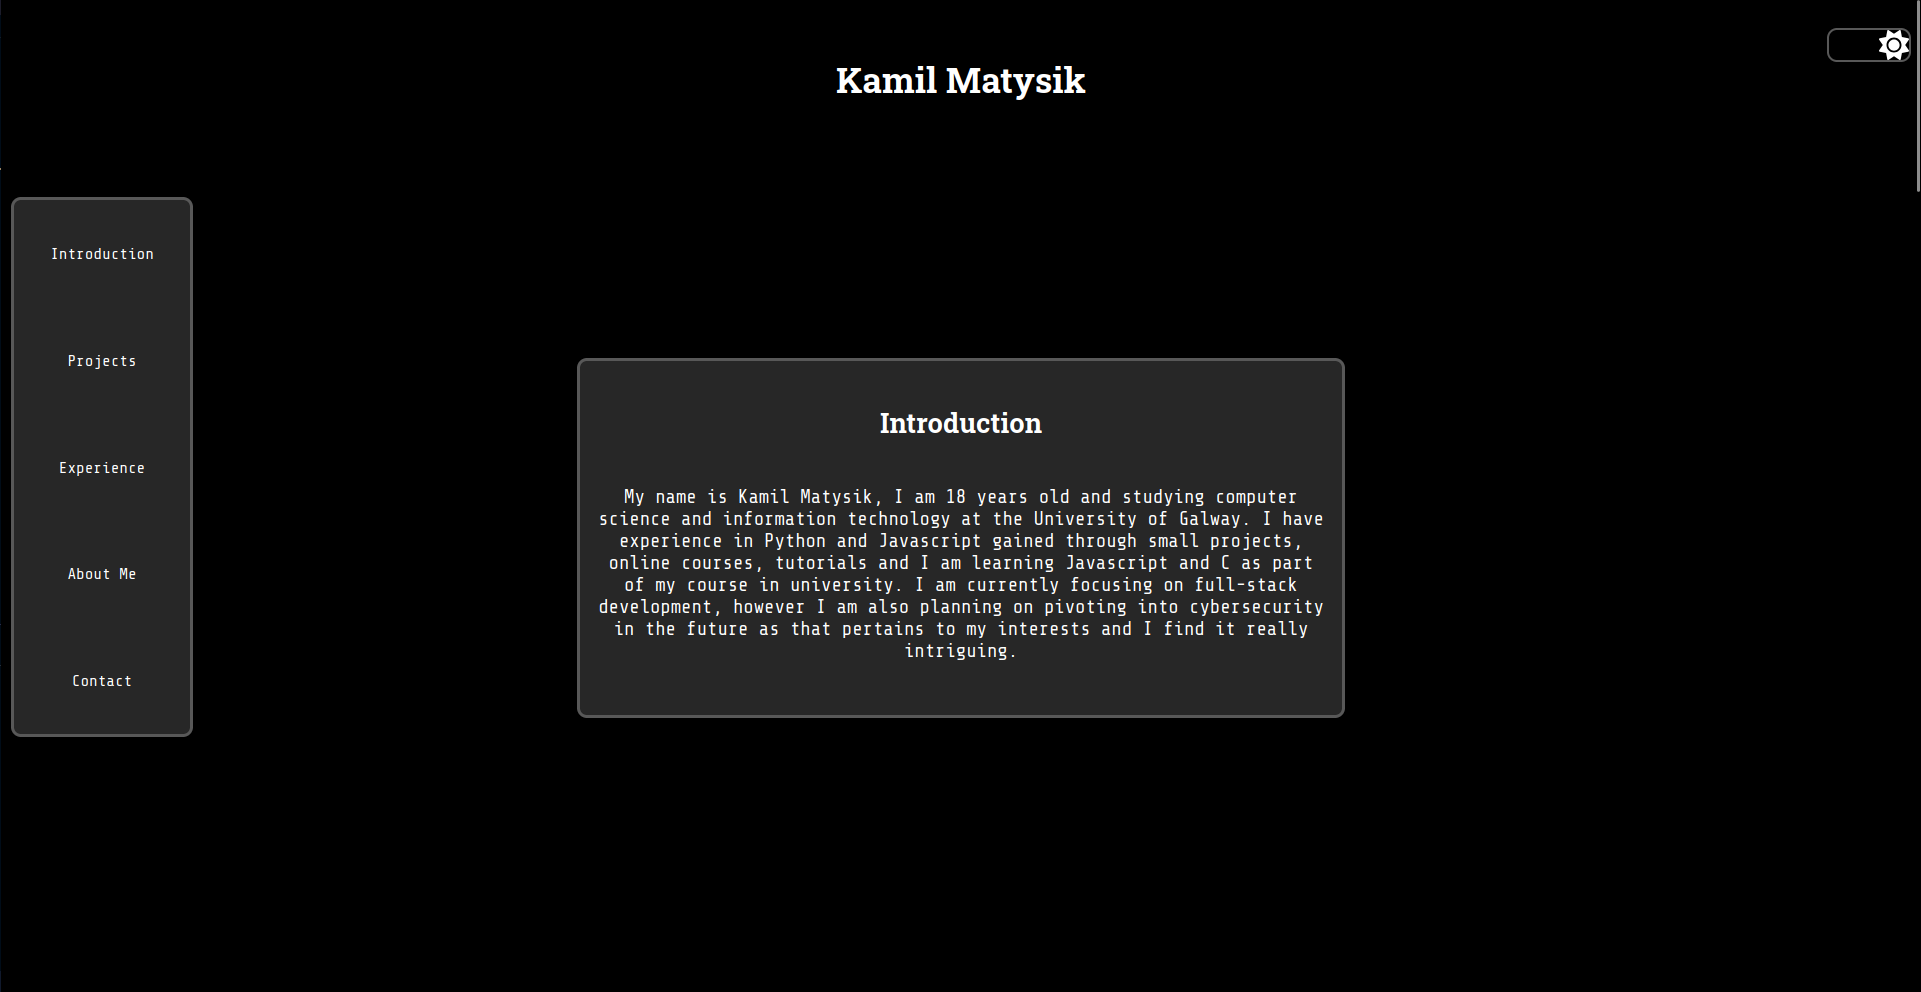 Kamil Matysik
Introduction
Projects
Experience
About Me
Contact
Introduction
My name is Kamil Matysik, I am 18 years old and studying computer
science and information technology at the University of Galway. I have
experience in Python and Javascript gained through small projects,
online courses, tutorials and I am learning Javascript and C as part
of my course in university. I am currently focusing on full-stack
development, however I am also planning on pivoting into cybersecurity
in the future as that pertains to my interests and I find it really
intriguing.